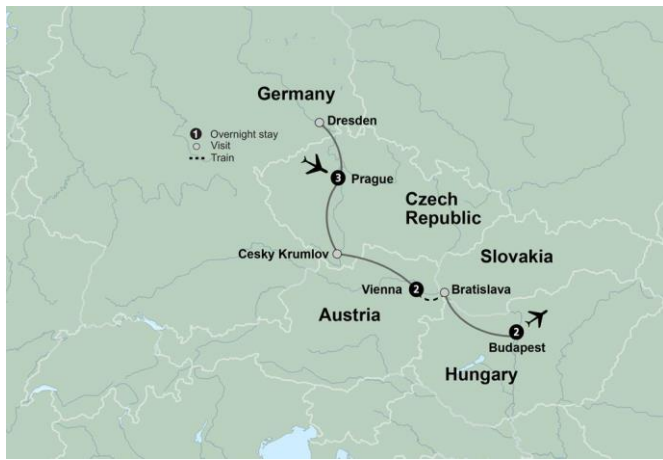 Germany
Dresden
1 Overnight stay
Visit
Train
3 Prague
Czech
Republic
Cesky Krumlov
Slovakia
Vienna 2
Bratislava
Austria
2
Budapest
Hungary